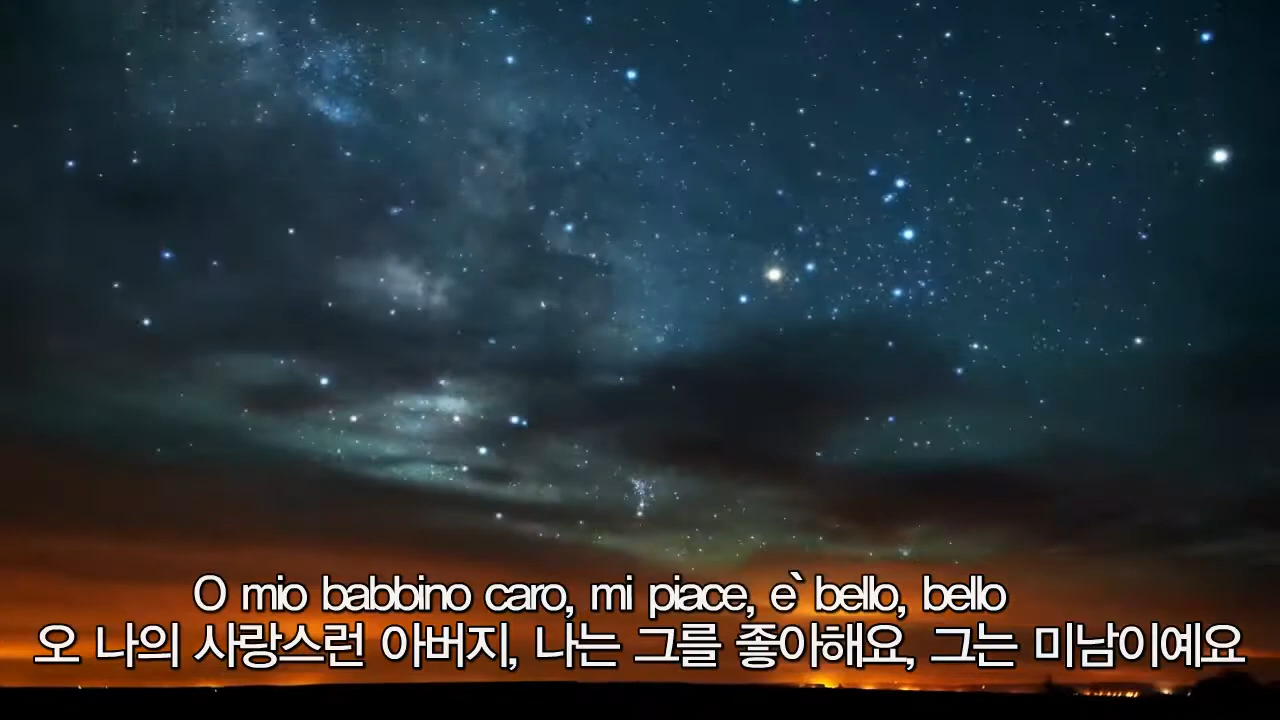 O mio babbino caro, mi piace, e` bello, bello
오 나의 사랑스런 아버지, 나는 그를 좋아해요, 그는 미남이예요